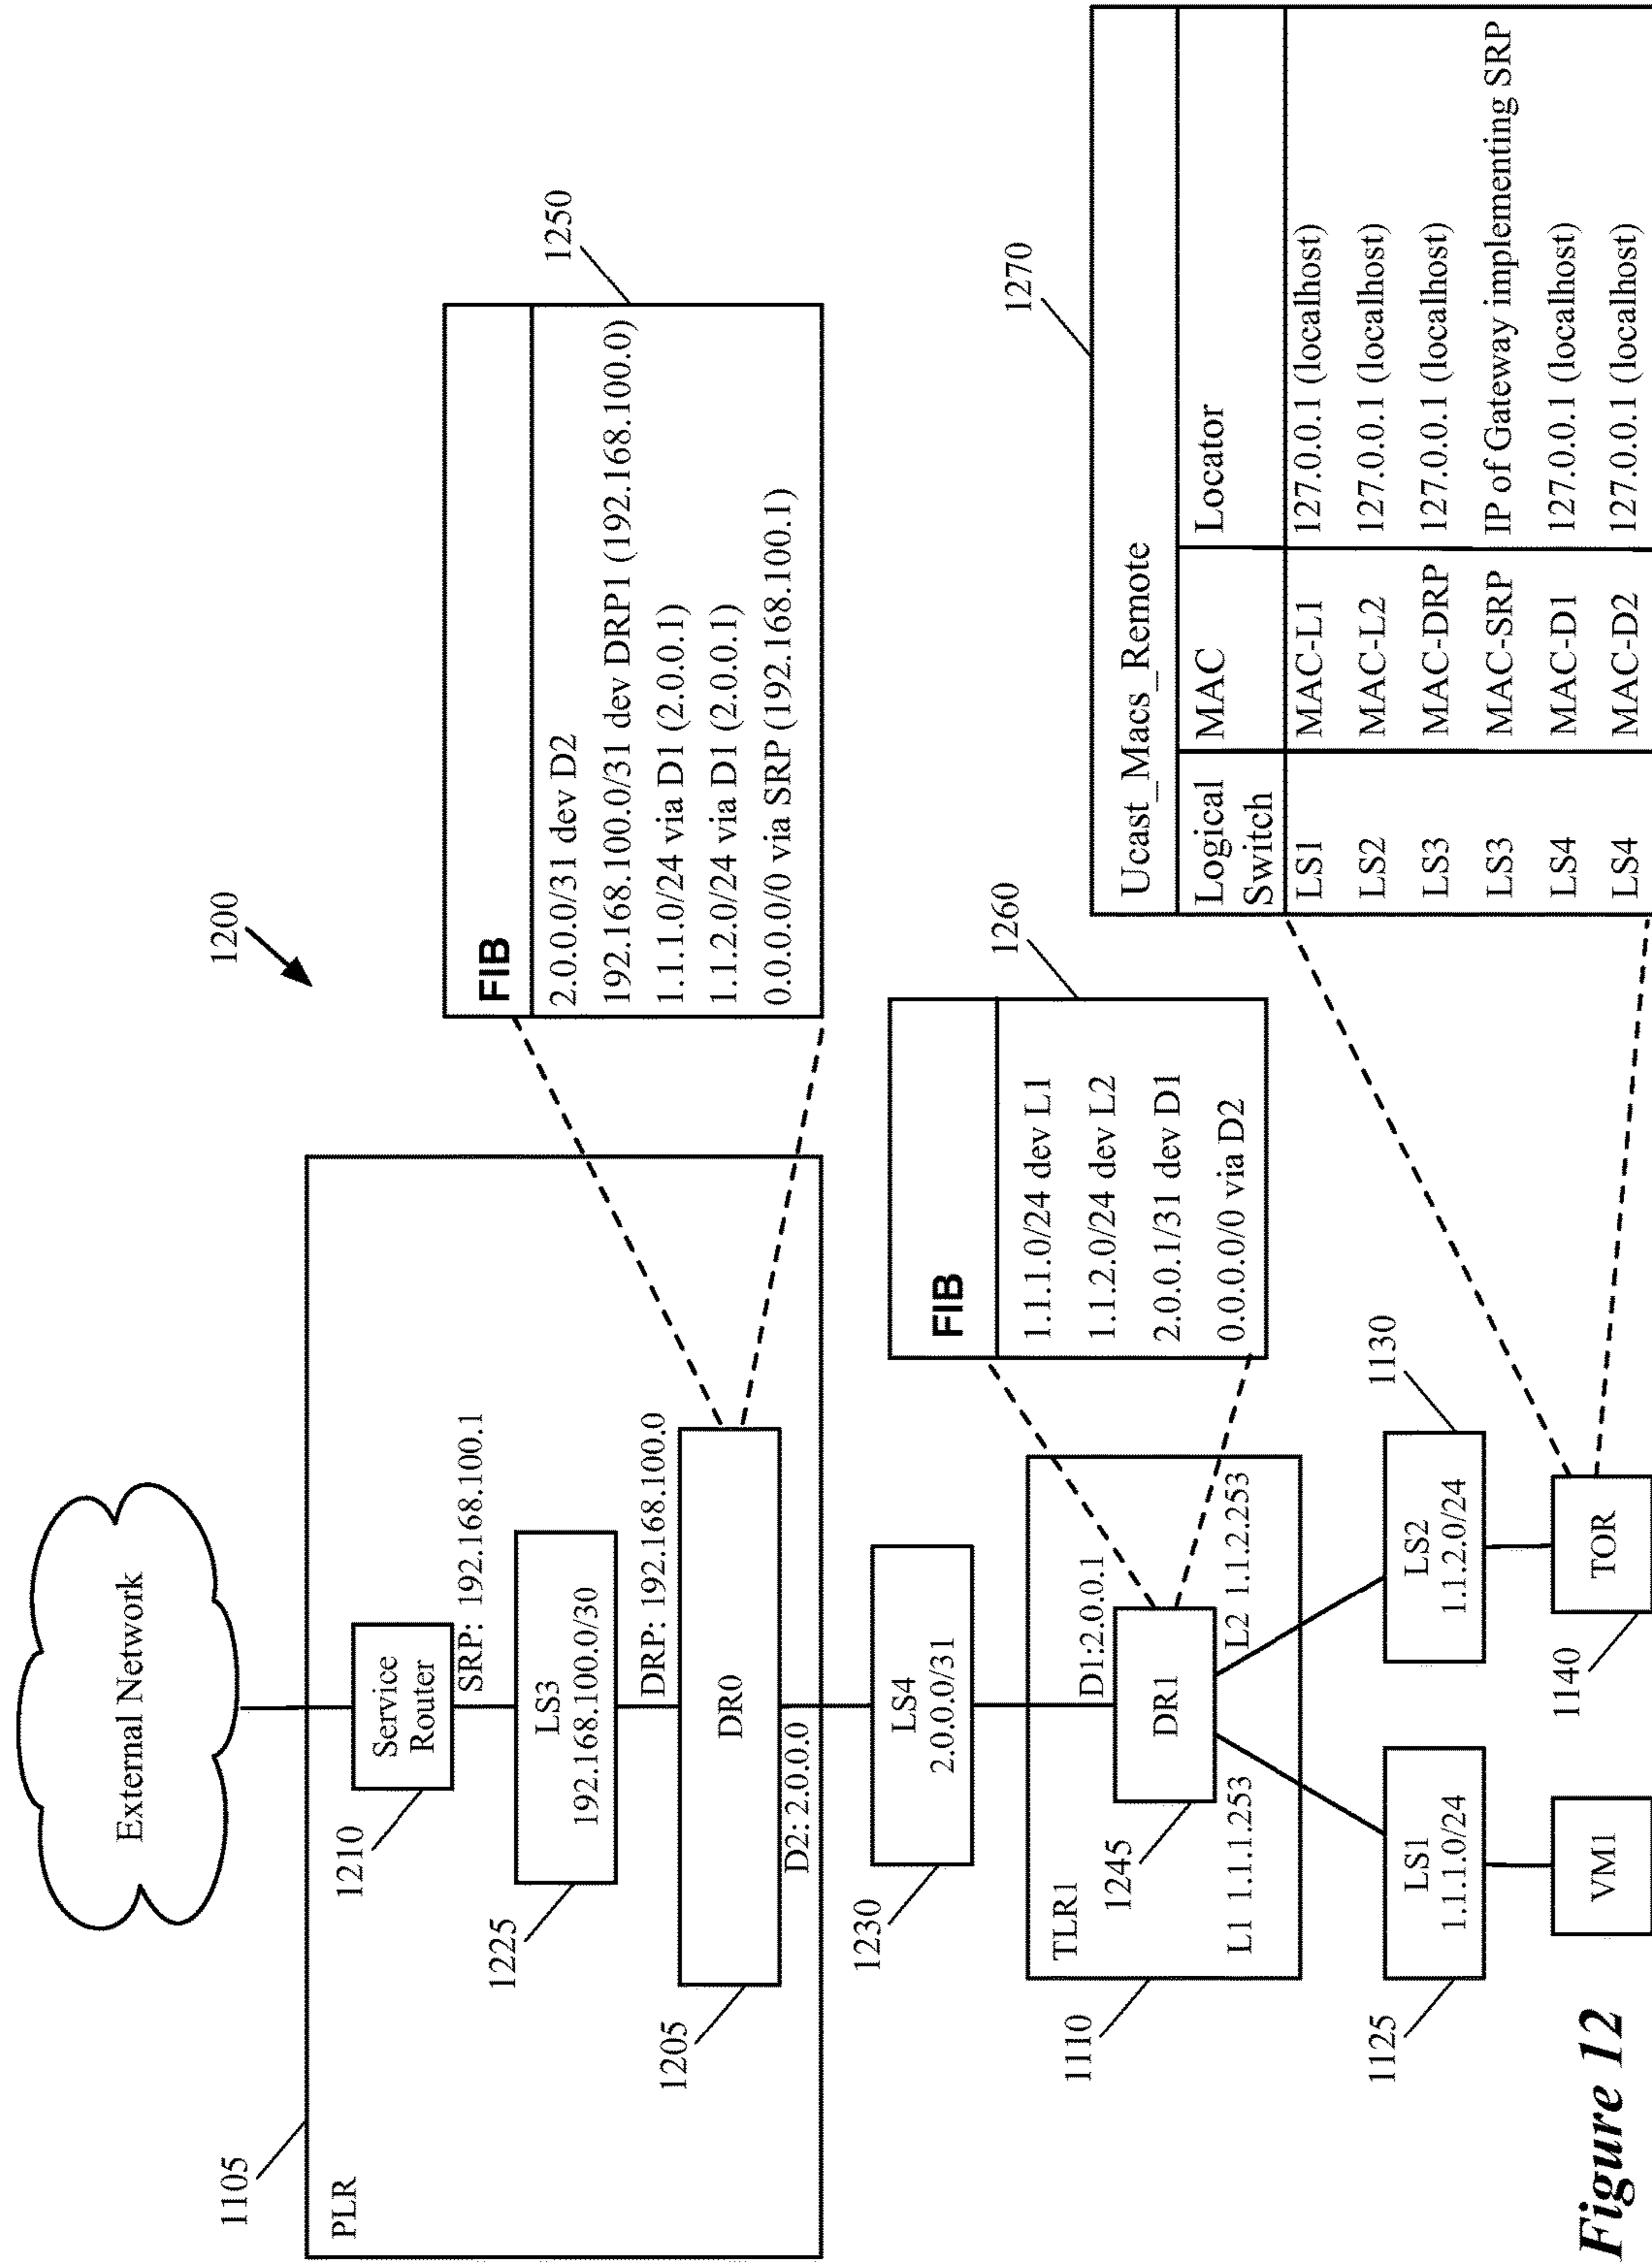 1200
External Network
1105
PLR
1210
Service
Router
SRP: 192.168.100.1
1225
LS3
192.168.100.0/30
DRP: 192.168.100.0
1205
DR0
D2: 2.0.0.0
1250
FIB
2.0.0.0/31 dev D2
192.168.100.0/31 dev DRP1 (192.168.100.0)
1.1.1.0/24 via D1 (2.0.0.1)
1.1.2.0/24 via D1 (2.0.0.1)
0.0.0.0/0 via SRP (192.168.100.1)
1230
LS4
2.0.0.0/31
1260
FIB
1.1.1.0/24 dev L1
1.1.2.0/24 dev L2
2.0.0.1/31 dev D1
0.0.0.0/0 via D2
1110
TLR1
D1:2.0.0.1
1245
DR1
L1 1.1.1.253
L2 1.1.2.253
1125
LS1
1.1.1.0/24
1130
LS2
1.1.2.0/24
VM1
1140
TOR
1270
Ucast_Macs_Remote
Logical Switch MAC Locator
LS1 MAC-L1 127.0.0.1 (localhost)
LS2 MAC-L2 127.0.0.1 (localhost)
LS3 MAC-DRP 127.0.0.1 (localhost)
LS3 MAC-SRP IP of Gateway implementing SRP
LS4 MAC-D1 127.0.0.1 (localhost)
LS4 MAC-D2 127.0.0.1 (localhost)
Figure 12